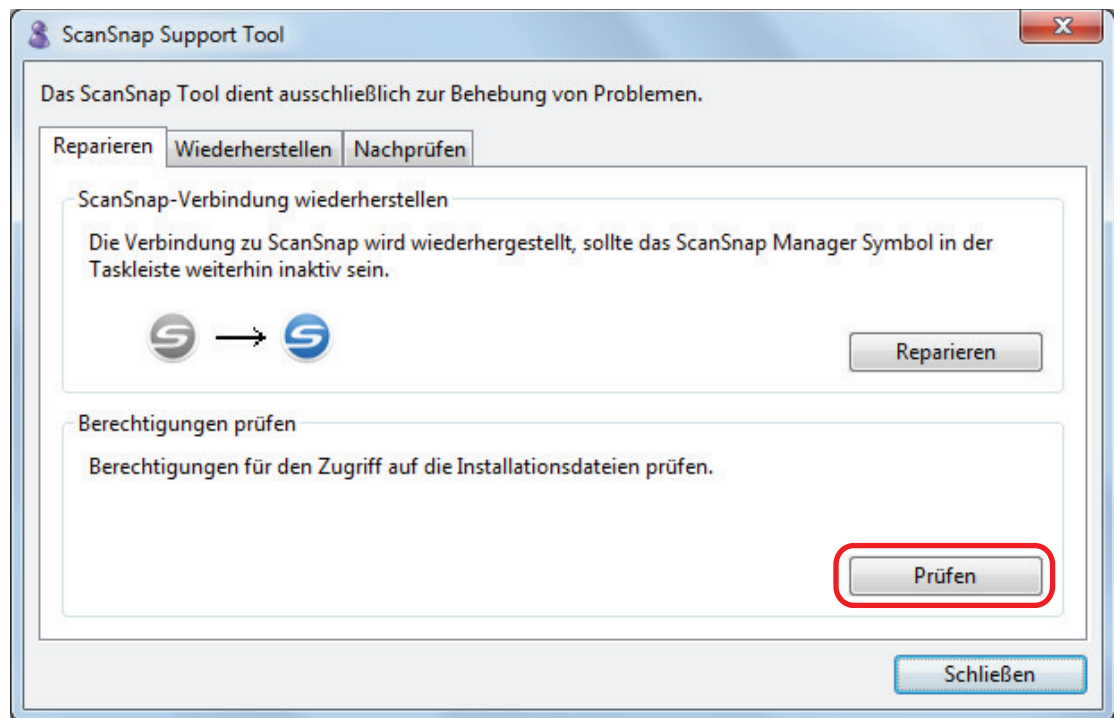 ScanSnap Support Tool
Das ScanSnap Tool dient ausschließlich zur Behebung von Problemen.
Reparieren Wiederherstellen Nachprüfen
ScanSnap-Verbindung wiederherstellen
Die Verbindung zu ScanSnap wird wiederhergestellt, sollte das ScanSnap Manager Symbol in der
Taskleiste weiterhin inaktiv sein.
Reparieren
Berechtigungen prüfen
Berechtigungen für den Zugriff auf die Installationsdateien prüfen.
Prüfen
Schließen